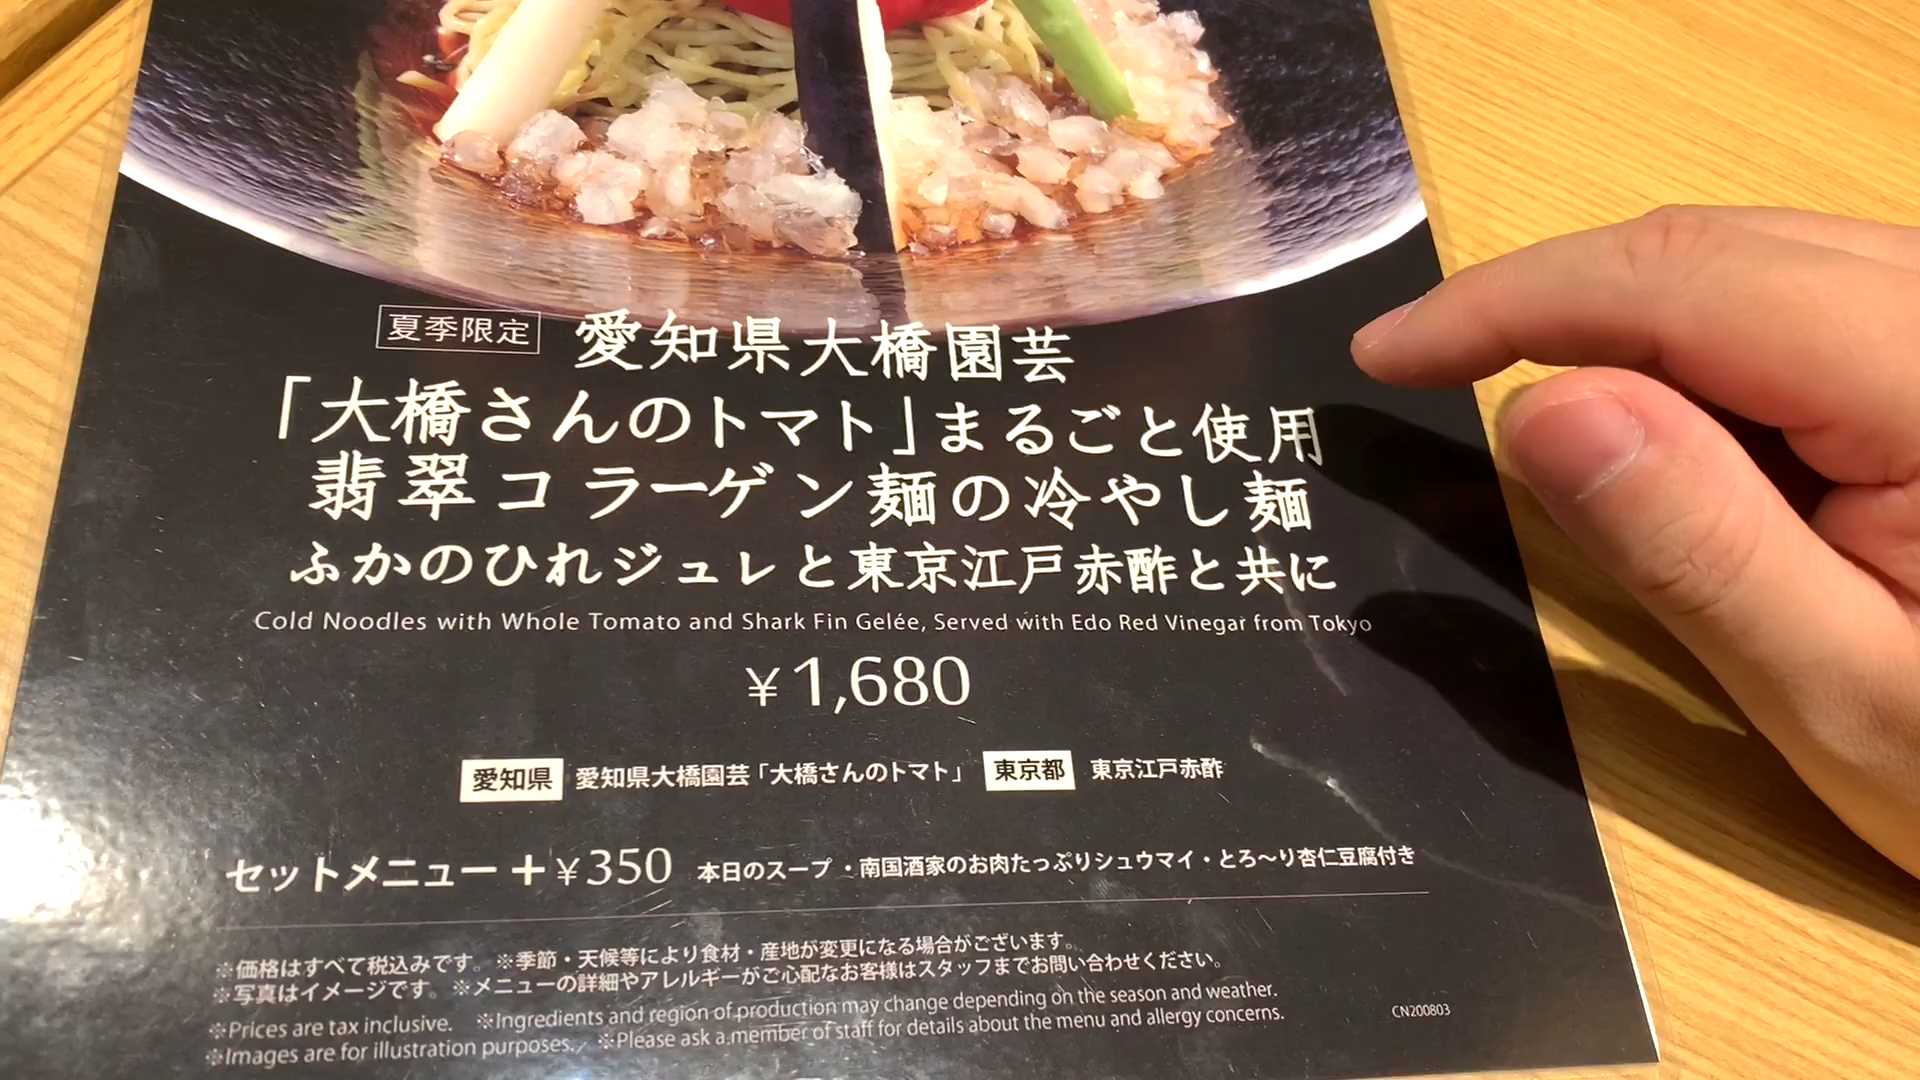 夏季限定 愛知県大橋園芸
「大橋さんのトマト」まるごと使用
翡翠コラーゲン麺の冷やし麺
ふかのひれジュレと東京江戸赤酢と共に
Cold Noodles with Whole Tomato and Shark Fin Gelée, Served with Edo Red Vinegar from Tokyo
¥1,680
愛知県 愛知県大橋園芸「大橋さんのトマト」 東京都 東京江戸赤酢
セットメニュー+¥350 本日のスープ・南国酒家のお肉たっぷりシュウマイ・とろ〜り杏仁豆腐付き
※価格はすべて税込みです。※季節・天候等により食材・産地が変更になる場合がございます。
※写真はイメージです。※メニューの詳細やアレルギーがご心配なお客様はスタッフまでお問い合わせください。
※Prices are tax inclusive. ※Ingredients and region of production may change depending on the season and weather.
※Images are for illustration purposes. ※Please ask a member of staff for details about the menu and allergy concerns.
CN200803